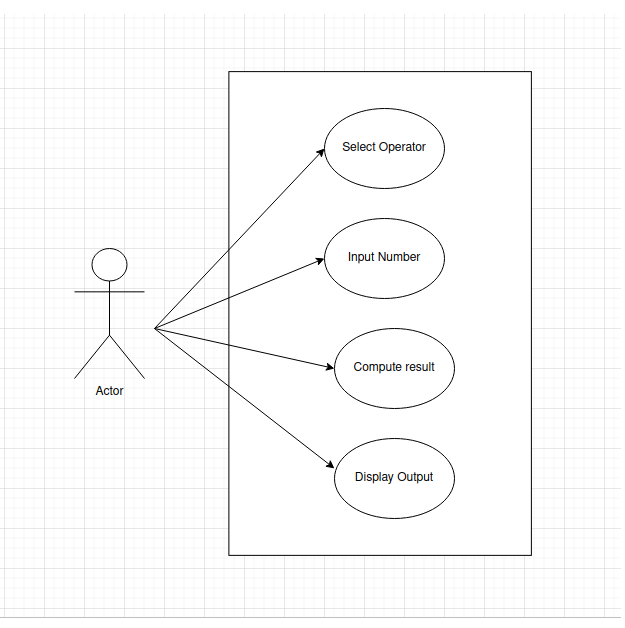 Select Operator
Input Number
Compute result
Display Output
Actor